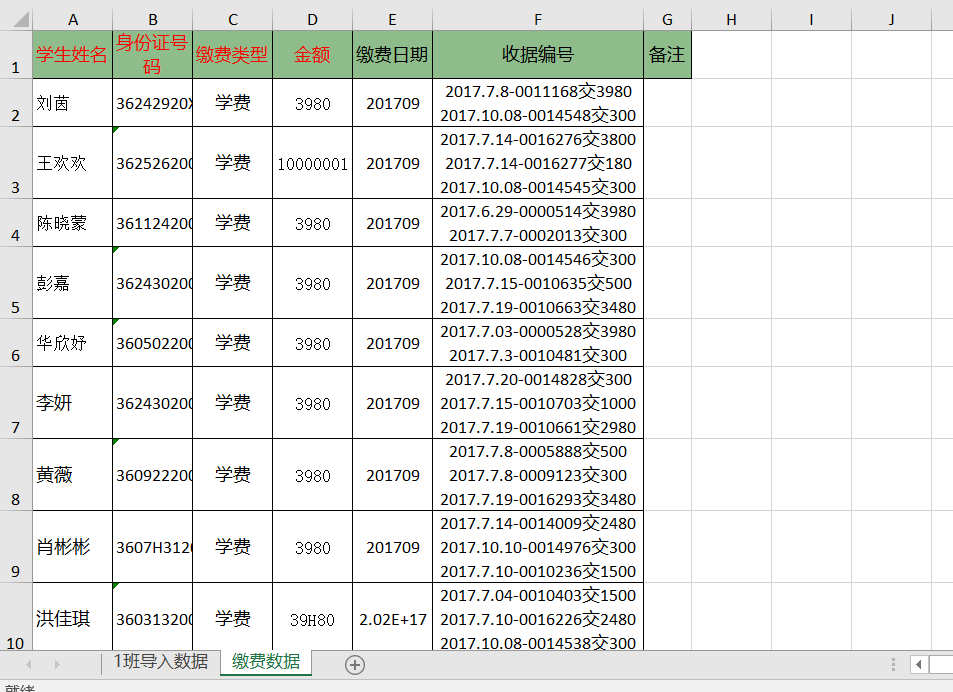 A B C D E F G H I J
1 学生姓名 身份证号码 缴费类型 金额 缴费日期 收据编号 备注
2 刘茵 36242920X 学费 3980 201709 2017.7.8-0011168交3980
2017.10.08-0014548交300
3 王欢欢 362526200 学费 10000001 201709 2017.7.14-0016276交3800
2017.7.14-0016277交180
2017.10.08-0014545交300
4 陈晓蒙 361124200 学费 3980 201709 2017.6.29-0000514交3980
2017.7.7-0002013交300
5 彭嘉 362430200 学费 3980 201709 2017.10.08-0014546交300
2017.7.15-0010635交500
2017.7.19-0010663交3480
6 华欣妤 360502200 学费 3980 201709 2017.7.03-0000528交3980
2017.7.3-0010481交300
7 李妍 362430200 学费 3980 201709 2017.7.20-0014828交300
2017.7.15-0010703交1000
2017.7.19-0010661交2980
8 黄薇 360922200 学费 3980 201709 2017.7.8-0005888交500
2017.7.8-0009123交300
2017.7.19-0016293交3480
9 肖彬彬 3607H3120 学费 3980 201709 2017.7.14-0014009交2480
2017.10.10-0014976交300
2017.7.10-0010236交1500
10 洪佳琪 360313200 学费 39H80 2.02E+17 2017.7.04-0010403交1500
2017.7.10-0016226交2480
2017.10.08-0014538交300
1班导入数据 缴费数据
就绪